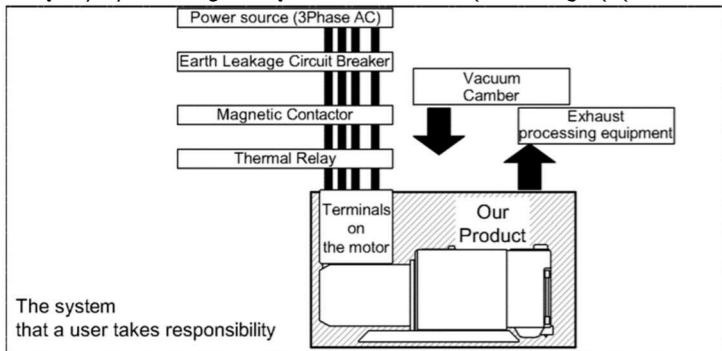 Power source (3Phase AC)
Earth Leakage Circuit Breaker
Magnetic Contactor
Thermal Relay
Vacuum
Camber
Exhaust
processing equipment
Terminals
on
the motor
Our
Product
The system
that a user takes responsibility